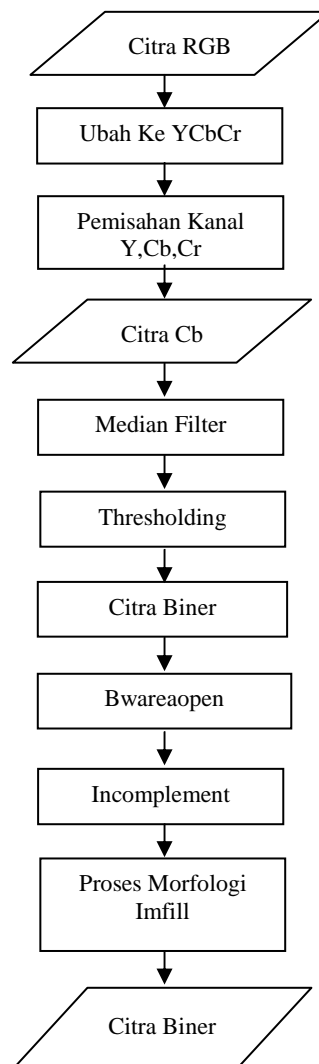 Citra RGB
Ubah Ke YCbCr
Pemisahan Kanal
Y,Cb,Cr
Citra Cb
Median Filter
Thresholding
Citra Biner
Bwareaopen
Incomplement
Proses Morfologi
Imfill
Citra Biner